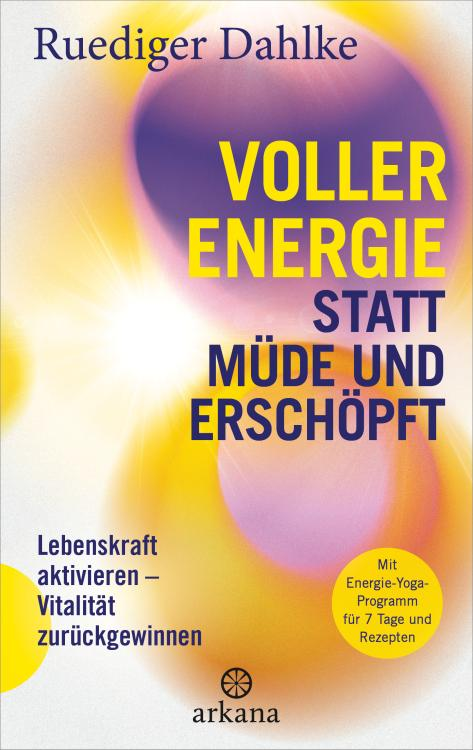 Ruediger Dahlke
VOLLER
ENERGIE
STATT
MÜDE UND
ERSCHÖPFT
Lebenskraft
aktivieren –
Vitalität
zurückgewinnen
Mit
Energie-Yoga-
Programm
für 7 Tage und
Rezepten
arkana